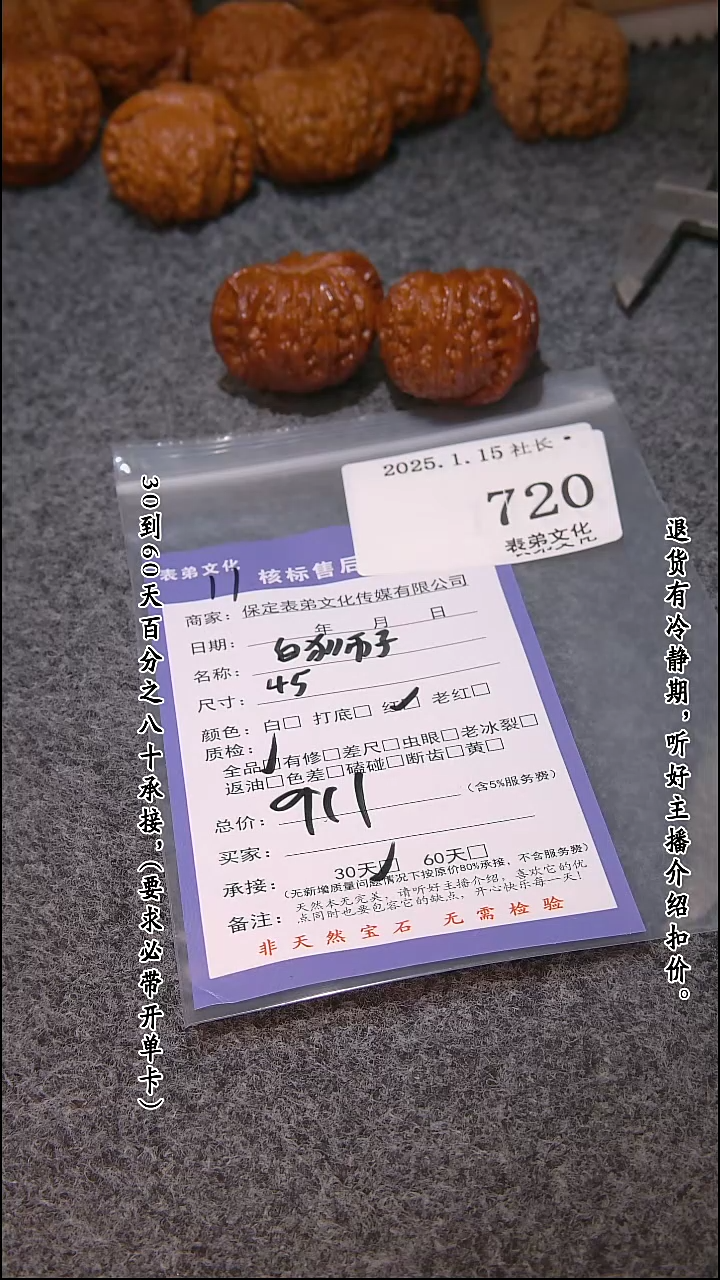 30到60天百分之八十承接，（要求必带开单卡）
退货有冷静期，听好主播介绍扣价。
2025.1.15 社长
720
表弟文化
表弟文化 核标售后
11
商家：保定表弟文化传媒有限公司
日期： 年 月 日
名称：白狮子
尺寸：45
颜色：白□ 打底□ 红☑ 老红□
质检：全品☑有修□差尺□虫眼□老冰裂□
返油□色差□磕碰□断齿□黄□
总价：911（含5%服务费）
买家：
承接：30天☑ 60天□
（无新增质量问题情况下按原价80%承接，不含服务费）
备注：天然本无完美，请听好主播介绍，喜欢它的优
点同时也要包容它的缺点，开心快乐每一天！
非天然宝石 无需检验